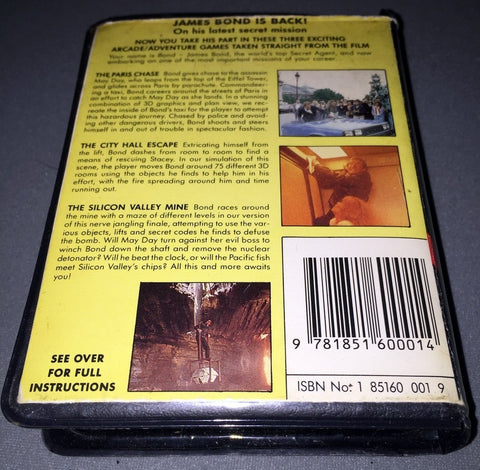 JAMES BOND IS BACK!
On his latest secret mission
NOW YOU TAKE HIS PART IN THESE THREE EXCITING
ARCADE/ADVENTURE GAMES TAKEN STRAIGHT FROM THE FILM
Your name is Bond – James Bond, the world's top Secret Agent, and now
embarking on one of the most important missions of your career.
THE PARIS CHASE Bond gives chase to the assassin
May Day, who leaps from the top of the Eiffel Tower,
and glides across Paris by parachute. Commandeer-
ing a taxi, Bond careers around the streets of Paris in
an effort to catch May Day as she lands. In a stunning
combination of 3D graphics and plan view, we rec-
reate the inside of Bond's taxi for the player to attempt
this hazardous journey. Chased by police and avoid-
ing other dangerous drivers, Bond shoots and steers
himself in and out of trouble in spectacular fashion.
THE CITY HALL ESCAPE Extricating himself from
the lift, Bond dashes from room to room to find a
means of rescuing Stacey. In our simulation of this
scene, the player moves Bond around 75 different 3D
rooms using the objects he finds to help him in his
effort, with the fire spreading around him and time
running out.
THE SILICON VALLEY MINE Bond races around
the mine with a maze of different levels in our version
of this nerve jangling finale, attempting to use the var-
ious objects, lifts and secret codes he finds to defuse
the bomb. Will May Day turn against her evil boss to
winch Bond down the shaft and remove the nuclear
detonator? Will he beat the clock, or will the Pacific fish
meet Silicon Valley's chips? All this and more awaits
you!
SEE OVER
FOR FULL
INSTRUCTIONS
9 781851 600014
ISBN No: 1 85160 001 9